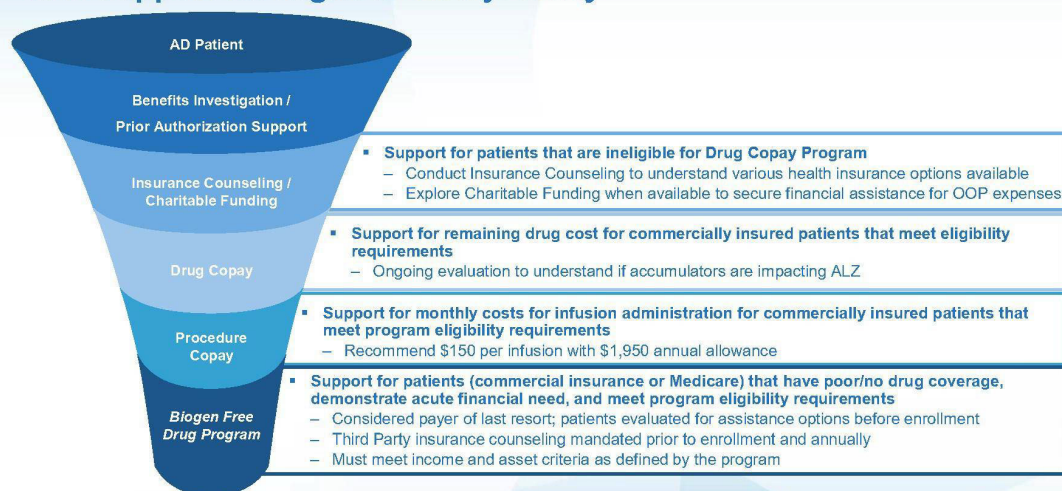 AD Patient
Benefits Investigation /
Prior Authorization Support
Insurance Counseling /
Charitable Funding
Drug Copay
Procedure
Copay
Biogen Free
Drug Program
▪ Support for patients that are ineligible for Drug Copay Program
– Conduct Insurance Counseling to understand various health insurance options available
– Explore Charitable Funding when available to secure financial assistance for OOP expenses
▪ Support for remaining drug cost for commercially insured patients that meet eligibility
requirements
– Ongoing evaluation to understand if accumulators are impacting ALZ
▪ Support for monthly costs for infusion administration for commercially insured patients that
meet program eligibility requirements
– Recommend $150 per infusion with $1,950 annual allowance
▪ Support for patients (commercial insurance or Medicare) that have poor/no drug coverage,
demonstrate acute financial need, and meet program eligibility requirements
– Considered payer of last resort; patients evaluated for assistance options before enrollment
– Third Party insurance counseling mandated prior to enrollment and annually
– Must meet income and asset criteria as defined by the program